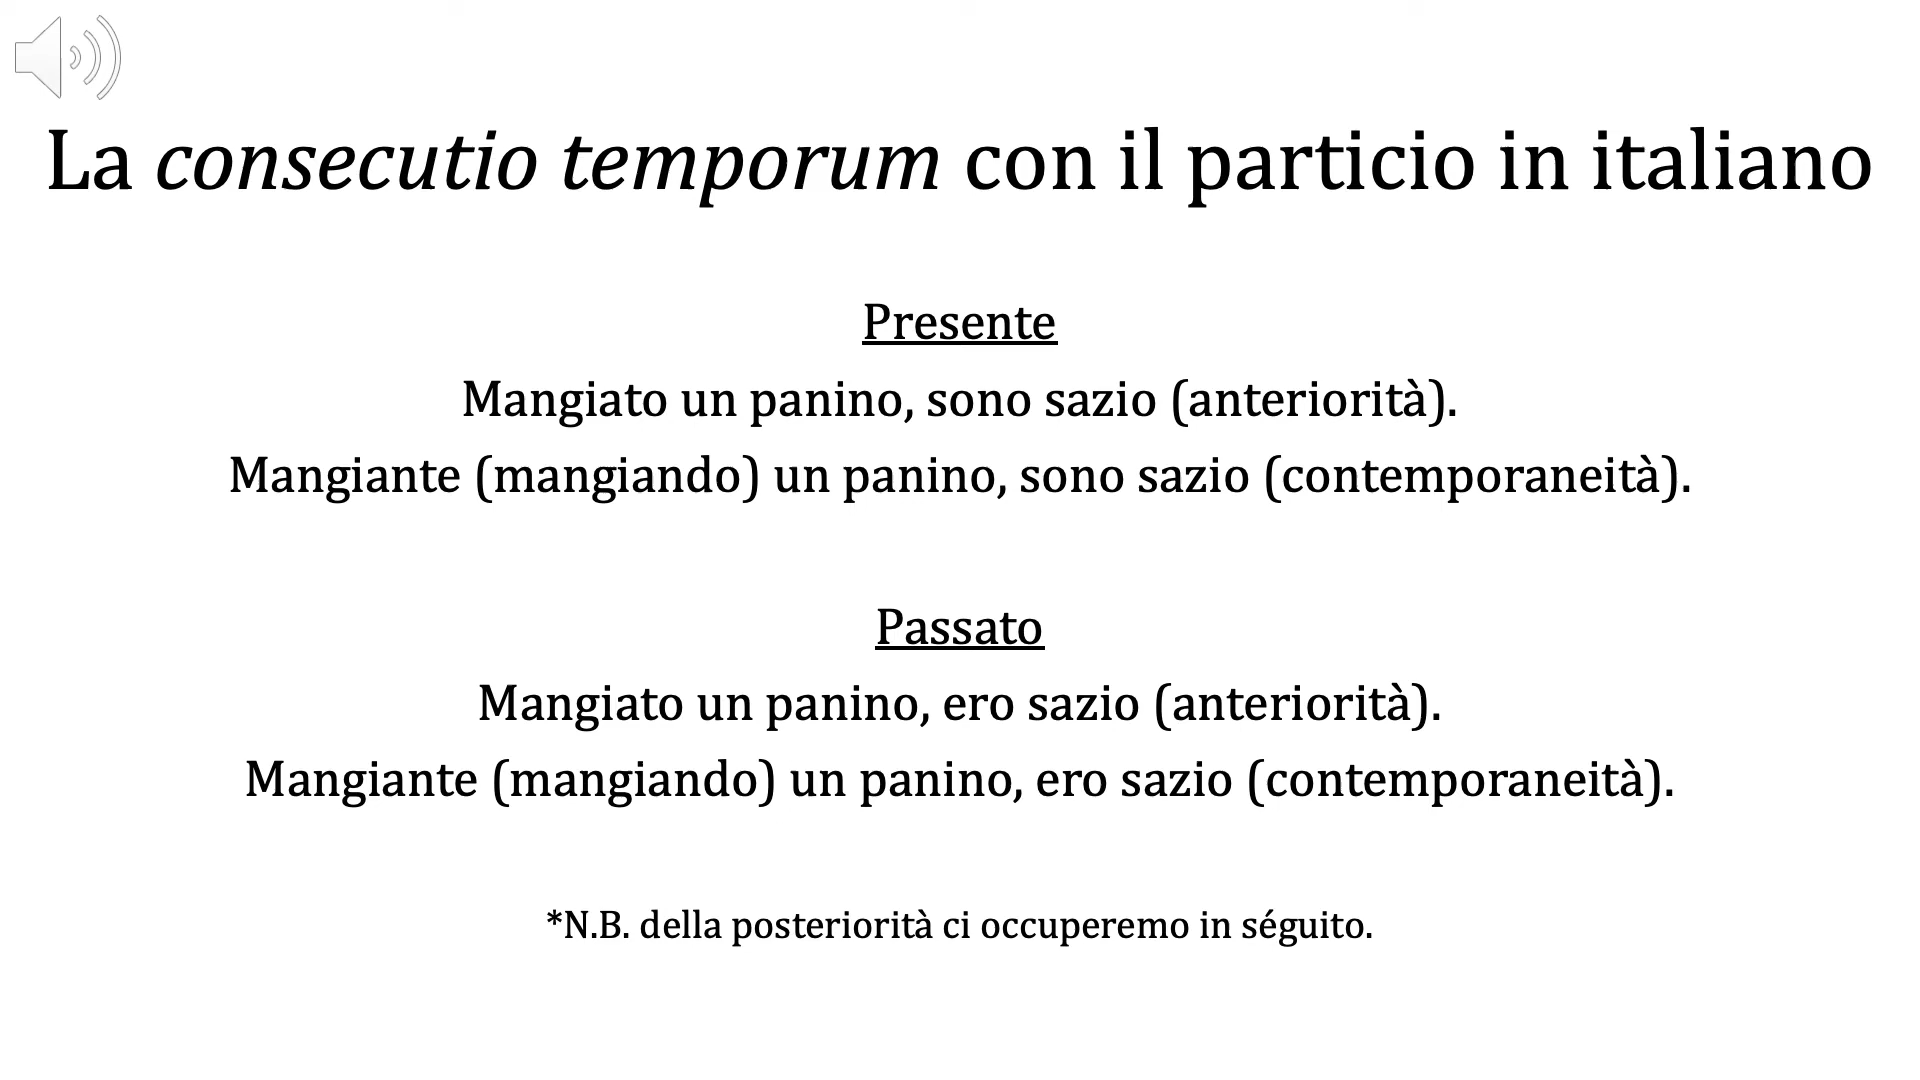 La consecutio temporum con il particio in italiano
Presente
Mangiato un panino, sono sazio (anteriorità).
Mangiante (mangiando) un panino, sono sazio (contemporaneità).
Passato
Mangiato un panino, ero sazio (anteriorità).
Mangiante (mangiando) un panino, ero sazio (contemporaneità).
*N.B. della posteriorità ci occuperemo in séguito.